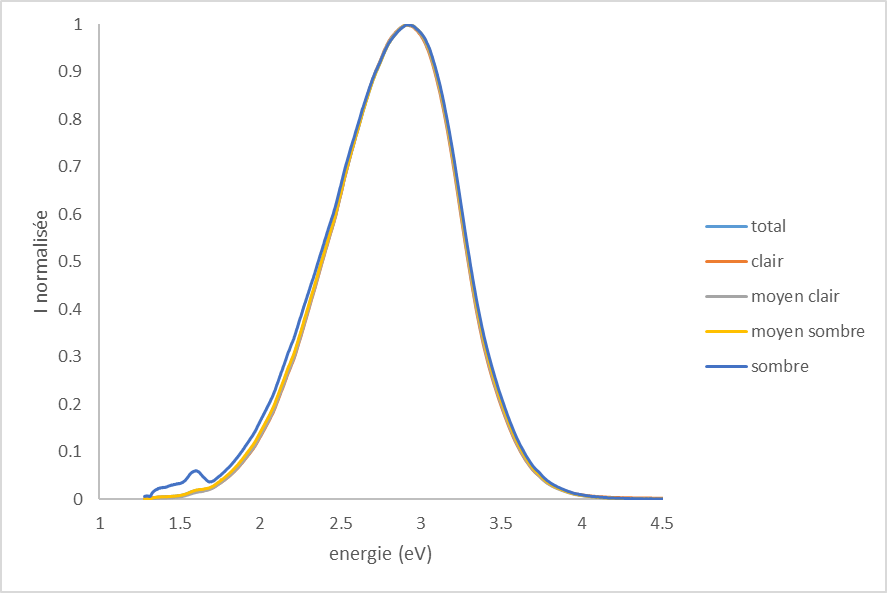 I normalisée
1
0.9
0.8
0.7
0.6
0.5
0.4
0.3
0.2
0.1
0
1
1.5
2
2.5
3
3.5
4
4.5
energie (eV)
total
clair
moyen clair
moyen sombre
sombre